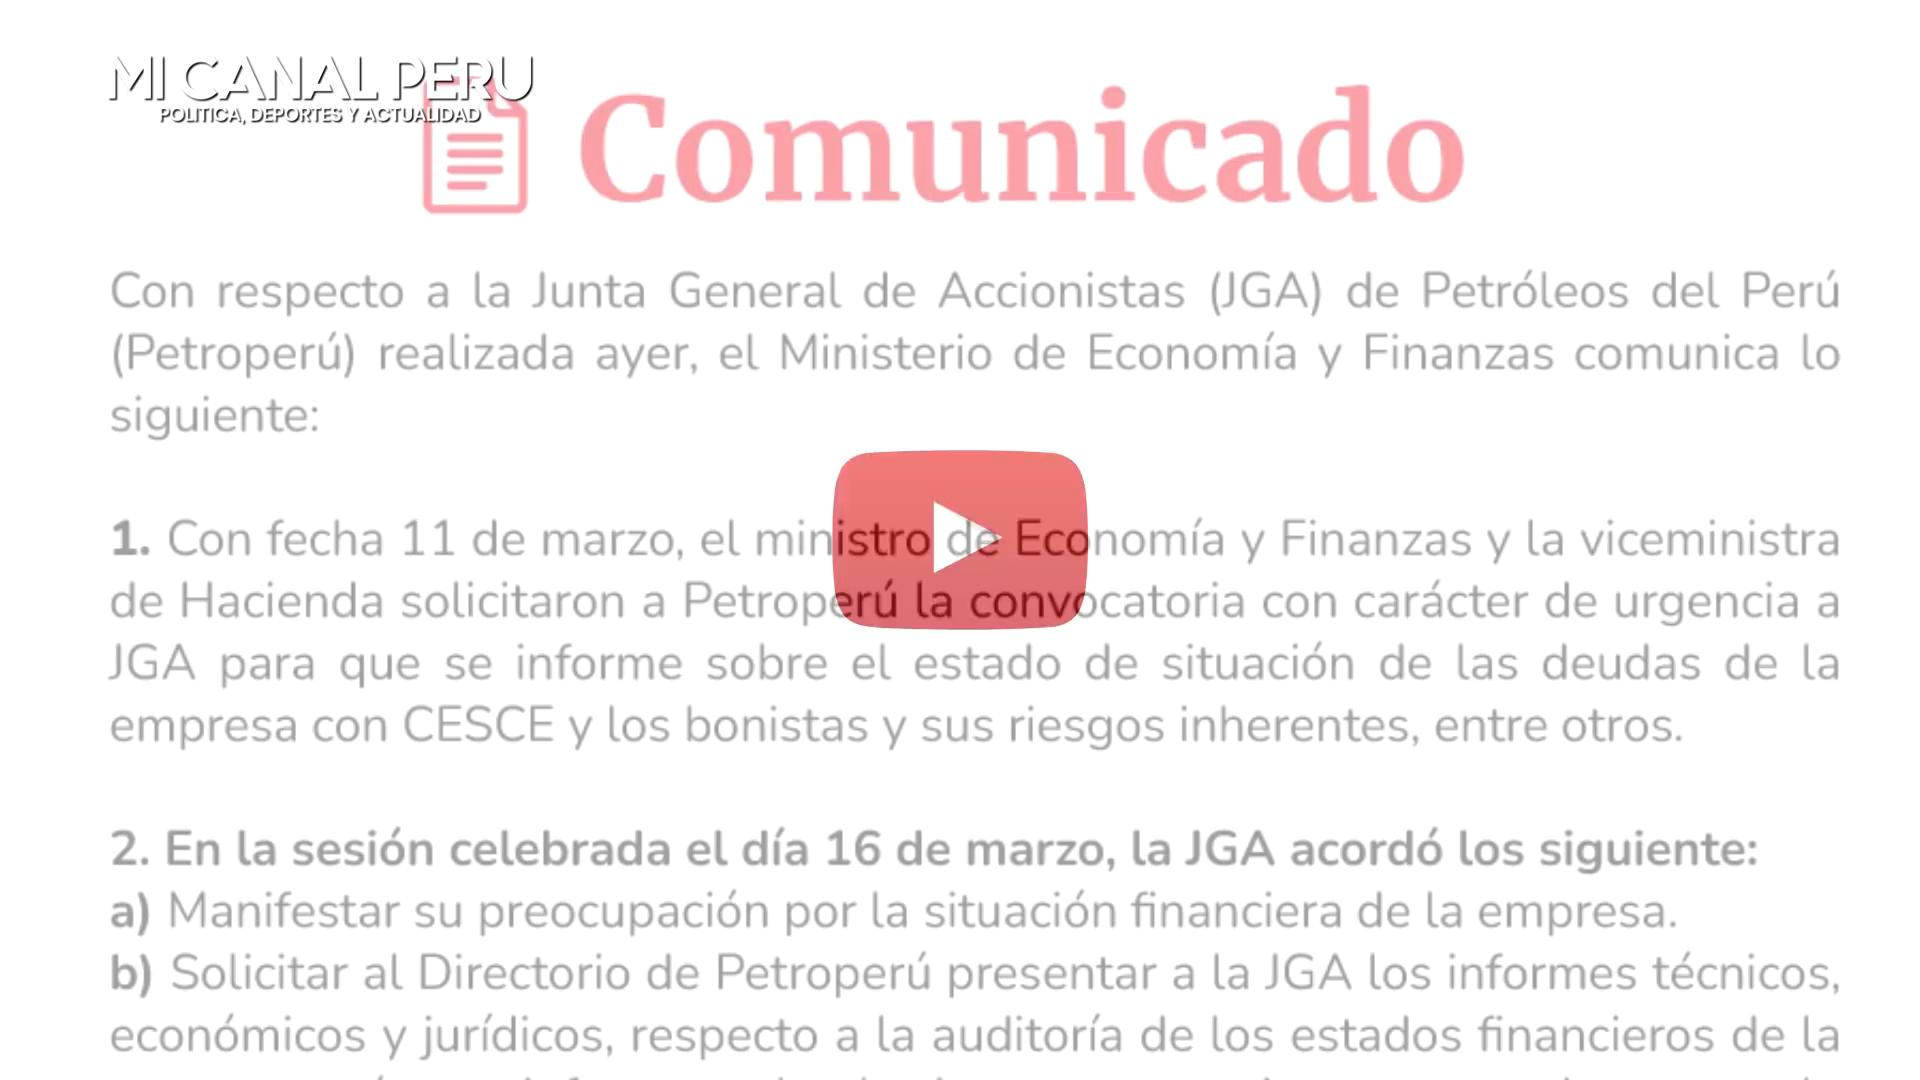 MI CANAL PERU
POLITICA, DEPORTES Y ACTUALIDAD
Comunicado
Con respecto a la Junta General de Accionistas (JGA) de Petróleos del Perú
(Petroperú) realizada ayer, el Ministerio de Economía y Finanzas comunica lo
siguiente:
1. Con fecha 11 de marzo, el ministro de Economía y Finanzas y la viceministra
de Hacienda solicitaron a Petroperú la convocatoria con carácter de urgencia a
JGA para que se informe sobre el estado de situación de las deudas de la
empresa con CESCE y los bonistas y sus riesgos inherentes, entre otros.
2. En la sesión celebrada el día 16 de marzo, la JGA acordó los siguiente:
a) Manifestar su preocupación por la situación financiera de la empresa.
b) Solicitar al Directorio de Petroperú presentar a la JGA los informes técnicos,
económicos y jurídicos, respecto a la auditoría de los estados financieros de la